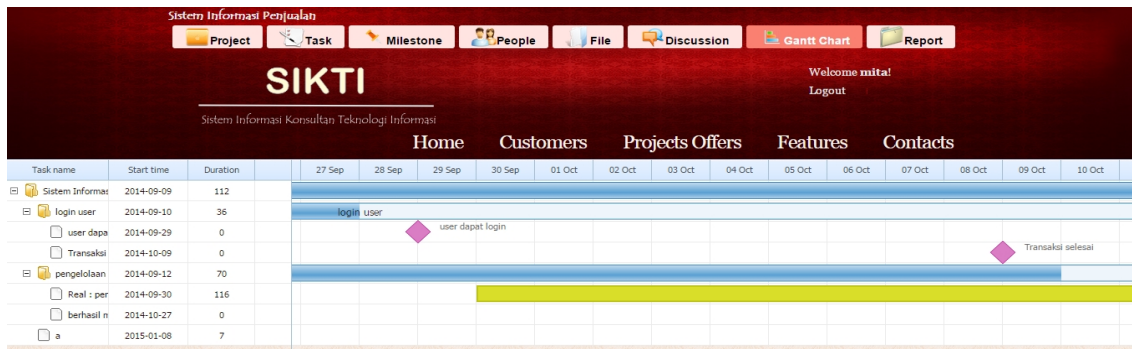 Sistem Informasi Penjualan
Project Task Milestone People File Discussion Gantt Chart Report
SIKTI
Welcome mita!
Logout
Sistem Informasi Konsultan Teknologi Informasi
Home Customers Projects Offers Features Contacts
Task name Start time Duration 27 Sep 28 Sep 29 Sep 30 Sep 01 Oct 02 Oct 03 Oct 04 Oct 05 Oct 06 Oct 07 Oct 08 Oct 09 Oct 10 Oct
Sistem Informas 2014-09-09 112
login user 2014-09-10 36 login user
user dapa 2014-09-29 0 user dapat login
Transaksi 2014-10-09 0 Transaksi selesai
pengelolaan 2014-09-12 70
Real : per 2014-09-30 116
berhasil m 2014-10-27 0
a 2015-01-08 7